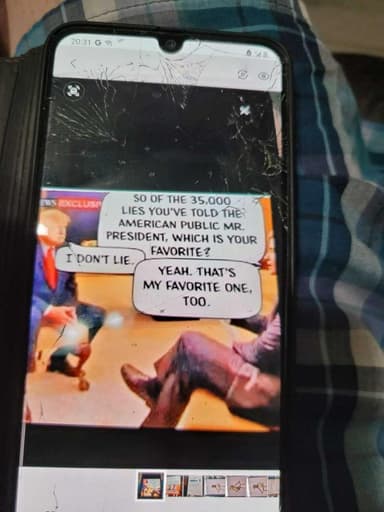 20:31 G
WS EXCLUSI
SO OF THE 35,000
LIES YOU'VE TOLD THE
AMERICAN PUBLIC MR.
PRESIDENT, WHICH IS YOUR
FAVORITE?
I DON'T LIE.
YEAH. THAT'S
MY FAVORITE ONE,
TOO.